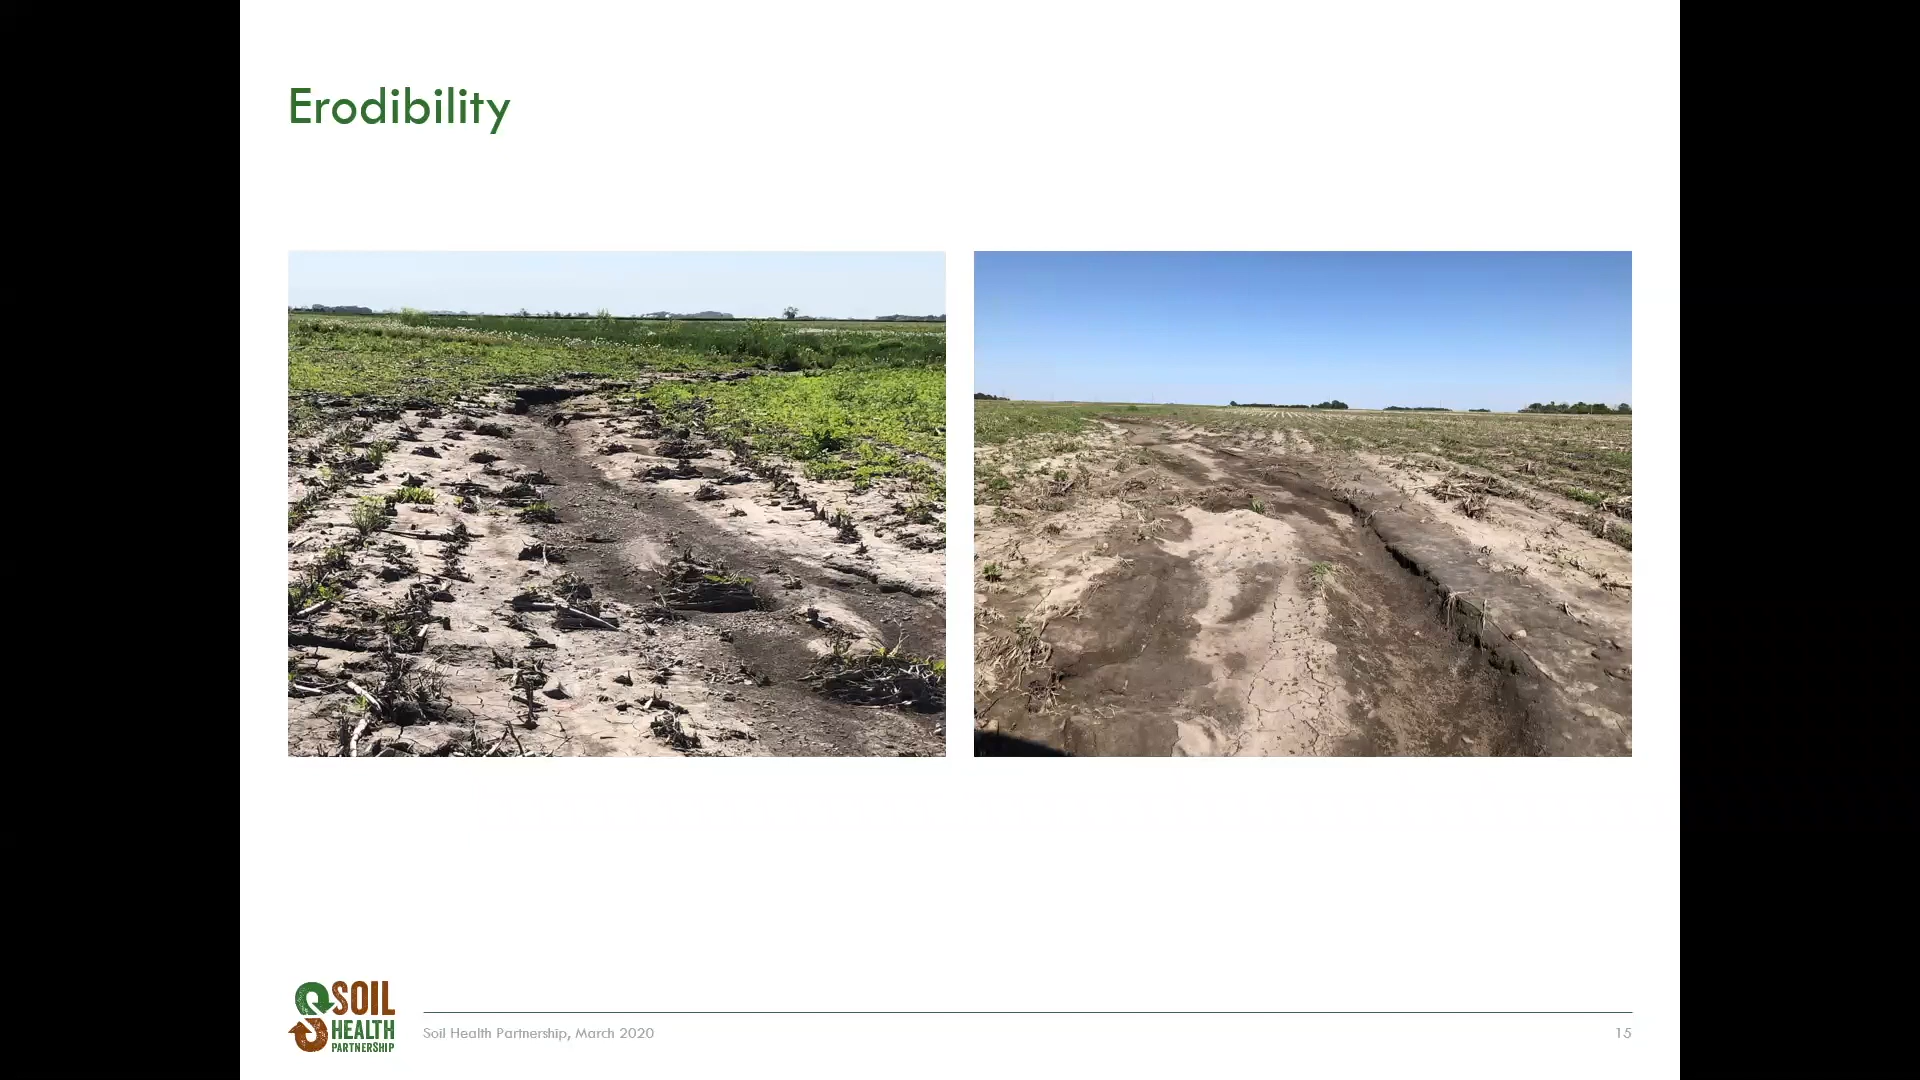 Erodibility
SOIL
HEALTH
PARTNERSHIP
Soil Health Partnership, March 2020
15